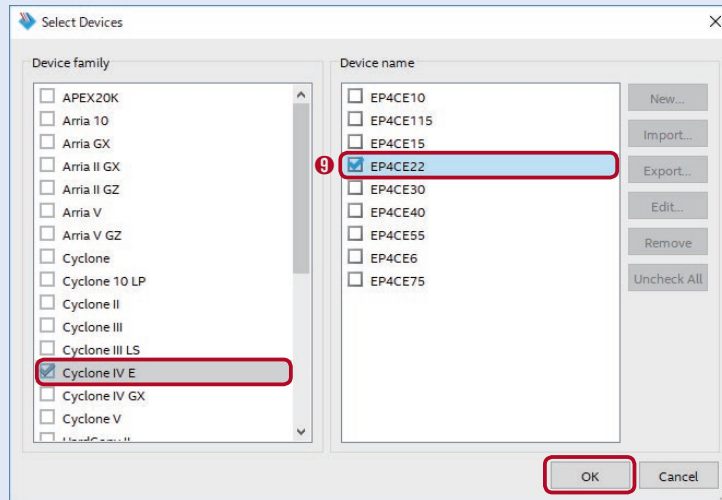 Select Devices
Device family
APEX20K
Arria 10
Arria GX
Arria II GX
Arria II GZ
Arria V
Arria V GZ
Cyclone
Cyclone 10 LP
Cyclone II
Cyclone III
Cyclone III LS
Cyclone IV E
Cyclone IV GX
Cyclone V
HardCopy II
Device name
EP4CE10
EP4CE115
EP4CE15
9 EP4CE22
EP4CE30
EP4CE40
EP4CE55
EP4CE6
EP4CE75
New...
Import...
Export...
Edit...
Remove
Uncheck All
OK
Cancel